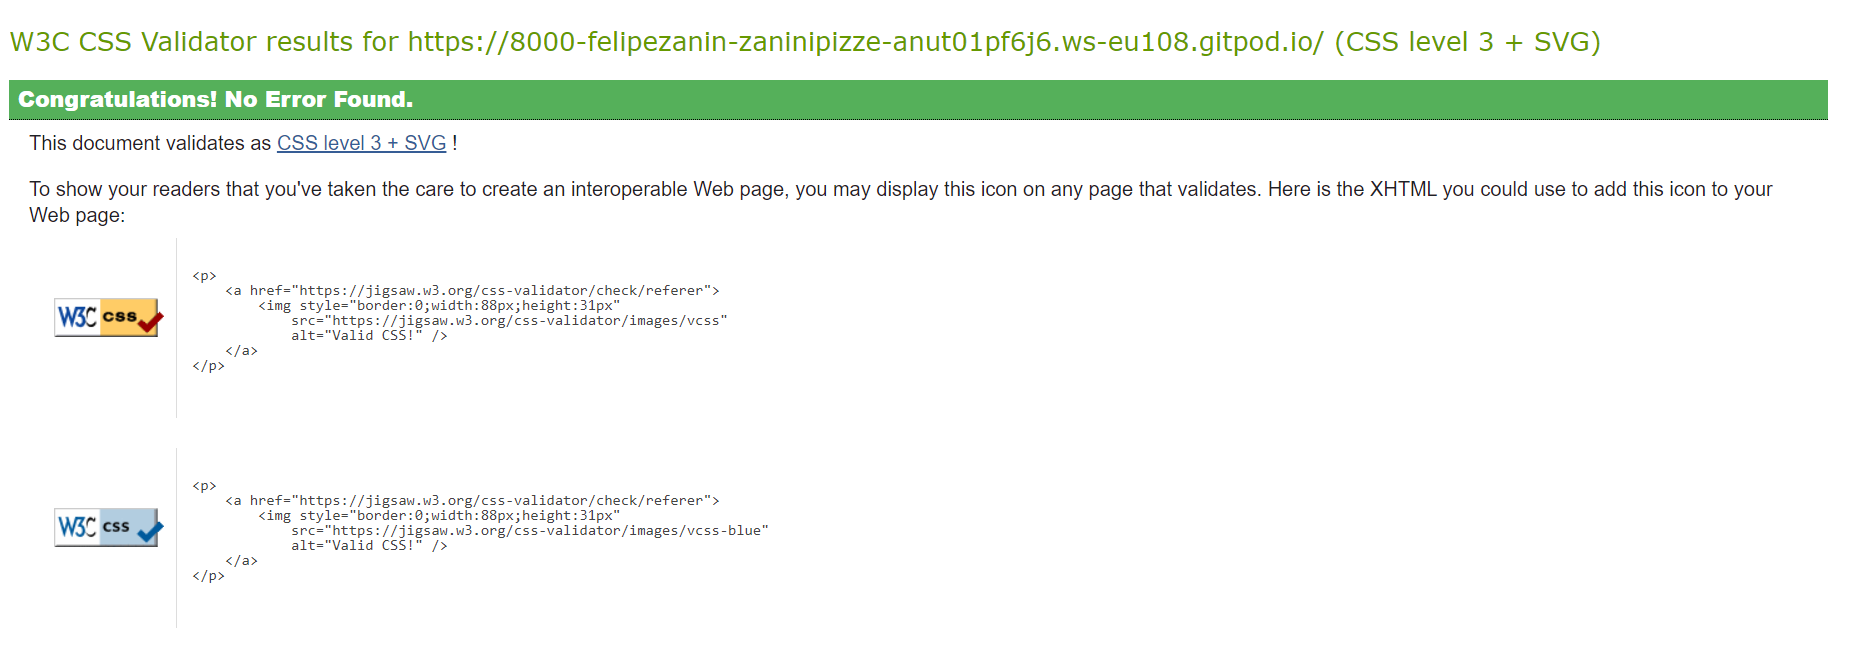 W3C CSS Validator results for https://8000-felipezanin-zaninipizze-anut01pf6j6.ws-eu108.gitpod.io/ (CSS level 3 + SVG)
Congratulations! No Error Found.
This document validates as CSS level 3 + SVG !
To show your readers that you've taken the care to create an interoperable Web page, you may display this icon on any page that validates. Here is the XHTML you could use to add this icon to your
Web page:
<p>
    <a href="https://jigsaw.w3.org/css-validator/check/referer">
        <img style="border:0;width:88px;height:31px"
W3C css
            src="https://jigsaw.w3.org/css-validator/images/vcss"
            alt="Valid CSS!" />
    </a>
</p>
<p>
    <a href="https://jigsaw.w3.org/css-validator/check/referer">
        <img style="border:0;width:88px;height:31px"
W3C css
            src="https://jigsaw.w3.org/css-validator/images/vcss-blue"
            alt="Valid CSS!" />
    </a>
</p>